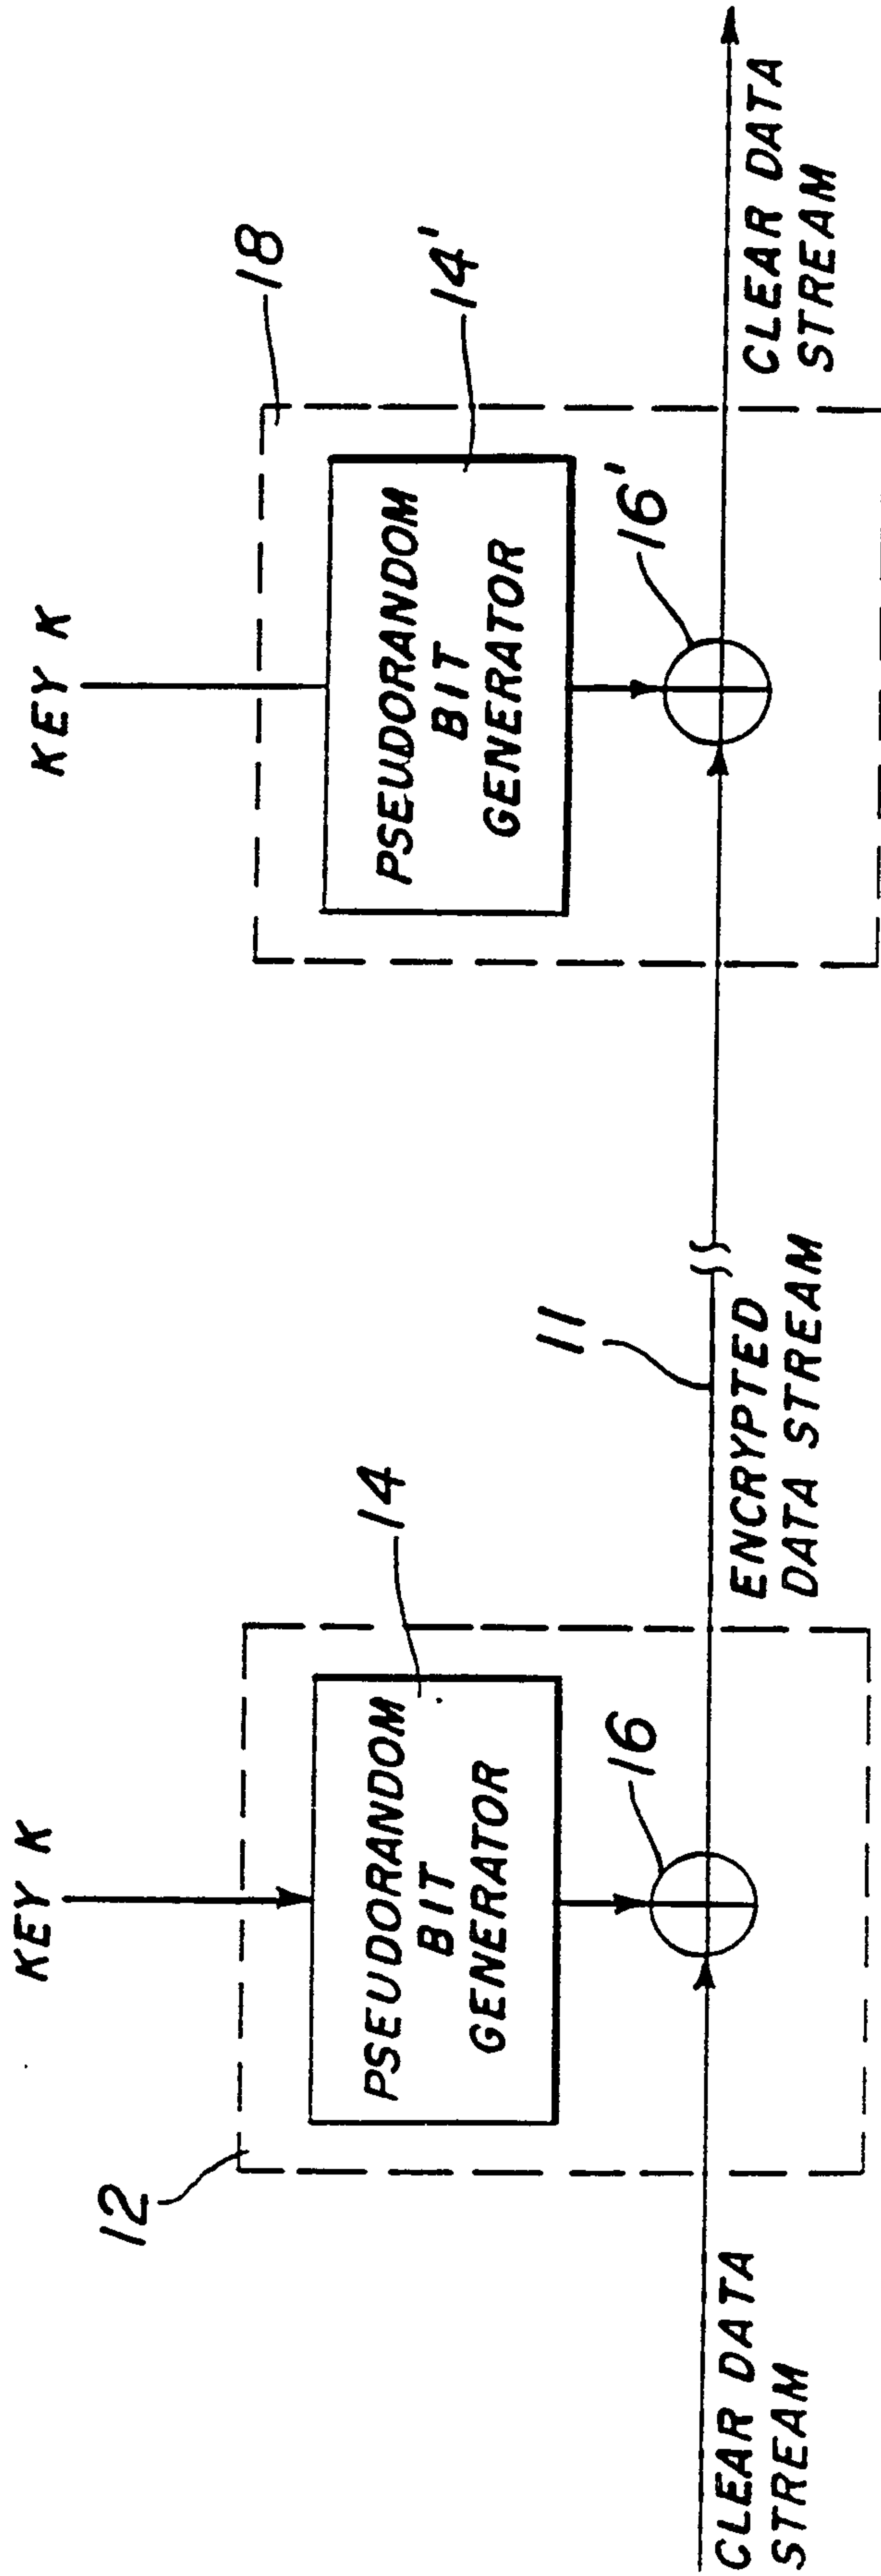 KEY K
12
PSEUDORANDOM
BIT
GENERATOR
14
16
CLEAR DATA
STREAM
11
ENCRYPTED
DATA STREAM
KEY K
18
PSEUDORANDOM
BIT
GENERATOR
14'
16'
CLEAR DATA
STREAM